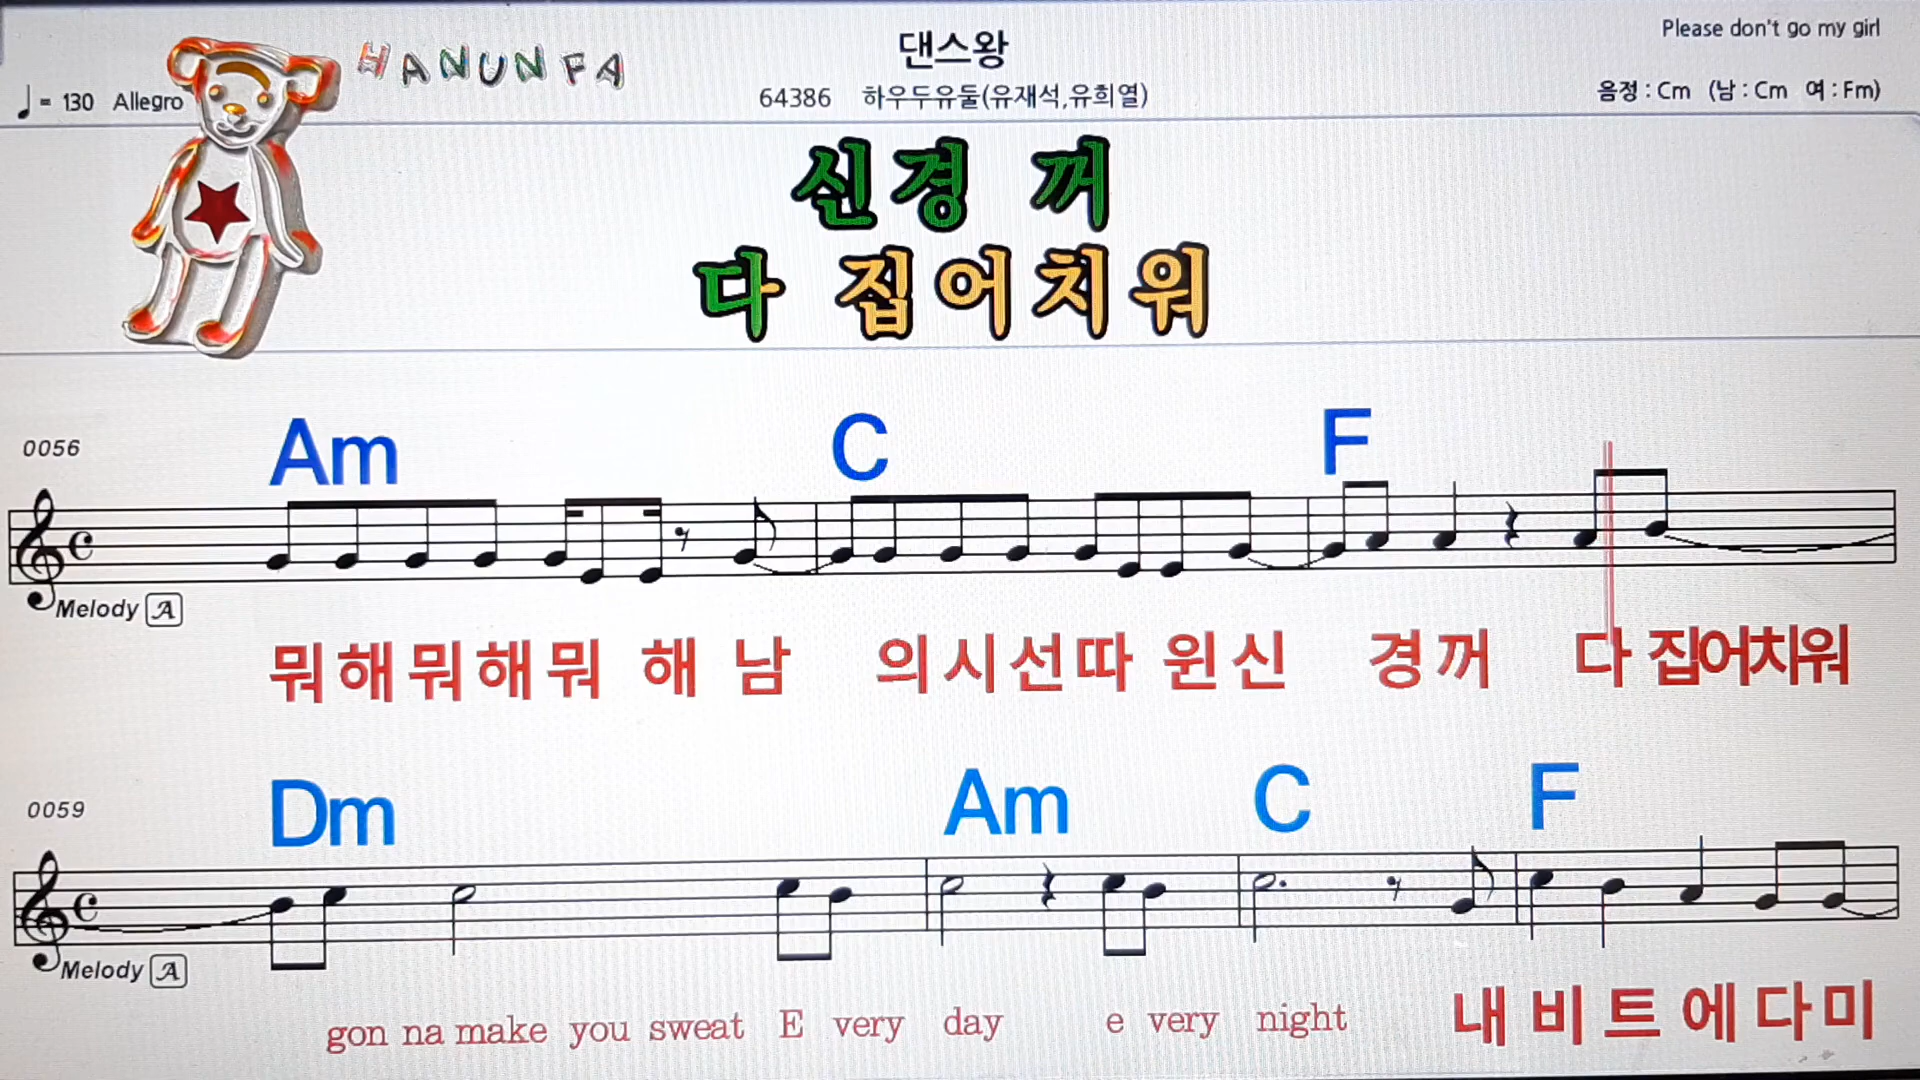 HANUNFA
댄스왕
Please don't go my girl
♩= 130 Allegro
64386 하우두유둘(유재석,유희열)
음정 : Cm (남 : Cm 여 : Fm)
신경 꺼
다 집어치워
Am C F
0056
Melody A
뭐해뭐해뭐 해 남 의시선따 윈신 경꺼 다 집어치워
Dm Am C F
0059
Melody A
gon na make you sweat E very day e very night 내 비 트 에 다 미